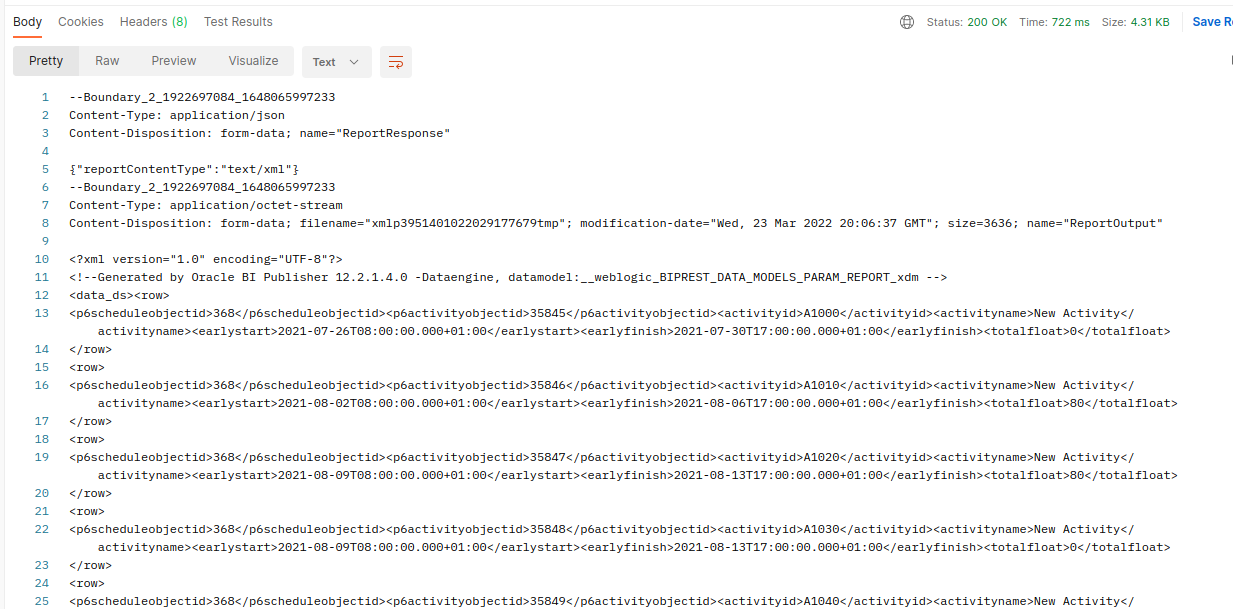 Body Cookies Headers (8) Test Results Status: 200 OK Time: 722 ms Size: 4.31 KB Save R
Pretty Raw Preview Visualize Text
1 --Boundary_2_1922697084_1648065997233
2 Content-Type: application/json
3 Content-Disposition: form-data; name="ReportResponse"
4
5 {"reportContentType":"text/xml"}
6 --Boundary_2_1922697084_1648065997233
7 Content-Type: application/octet-stream
8 Content-Disposition: form-data; filename="xmlp3951401022029177679tmp"; modification-date="Wed, 23 Mar 2022 20:06:37 GMT"; size=3636; name="ReportOutput"
9
10 <?xml version="1.0" encoding="UTF-8"?>
11 <!--Generated by Oracle BI Publisher 12.2.1.4.0 -Dataengine, datamodel:__weblogic_BIPREST_DATA_MODELS_PARAM_REPORT_xdm -->
12 <data_ds><row>
13 <p6scheduleobjectid>368</p6scheduleobjectid><p6activityobjectid>35845</p6activityobjectid><activityid>A1000</activityid><activityname>New Activity</
activityname><earlystart>2021-07-26T08:00:00.000+01:00</earlystart><earlyfinish>2021-07-30T17:00:00.000+01:00</earlyfinish><totalfloat>0</totalfloat>
14 </row>
15 <row>
16 <p6scheduleobjectid>368</p6scheduleobjectid><p6activityobjectid>35846</p6activityobjectid><activityid>A1010</activityid><activityname>New Activity</
activityname><earlystart>2021-08-02T08:00:00.000+01:00</earlystart><earlyfinish>2021-08-06T17:00:00.000+01:00</earlyfinish><totalfloat>80</totalfloat>
17 </row>
18 <row>
19 <p6scheduleobjectid>368</p6scheduleobjectid><p6activityobjectid>35847</p6activityobjectid><activityid>A1020</activityid><activityname>New Activity</
activityname><earlystart>2021-08-09T08:00:00.000+01:00</earlystart><earlyfinish>2021-08-13T17:00:00.000+01:00</earlyfinish><totalfloat>80</totalfloat>
20 </row>
21 <row>
22 <p6scheduleobjectid>368</p6scheduleobjectid><p6activityobjectid>35848</p6activityobjectid><activityid>A1030</activityid><activityname>New Activity</
activityname><earlystart>2021-08-09T08:00:00.000+01:00</earlystart><earlyfinish>2021-08-13T17:00:00.000+01:00</earlyfinish><totalfloat>0</totalfloat>
23 </row>
24 <row>
25 <p6scheduleobjectid>368</p6scheduleobjectid><p6activityobjectid>35849</p6activityobjectid><activityid>A1040</activityid><activityname>New Activity</